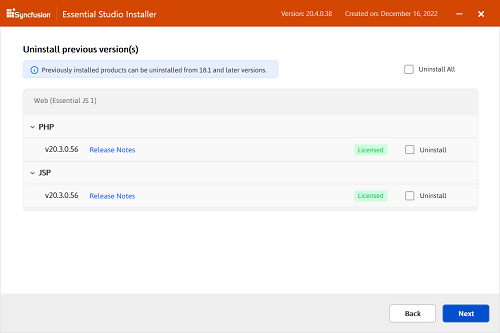 Syncfusion Essential Studio Installer Version: 20.4.0.38 Created on: December 16, 2022
Uninstall previous version(s)
Previously installed products can be uninstalled from 18.1 and later versions.
Uninstall All
Web (Essential JS 1)
PHP
v20.3.0.56 Release Notes Licensed Uninstall
JSP
v20.3.0.56 Release Notes Licensed Uninstall
Back Next